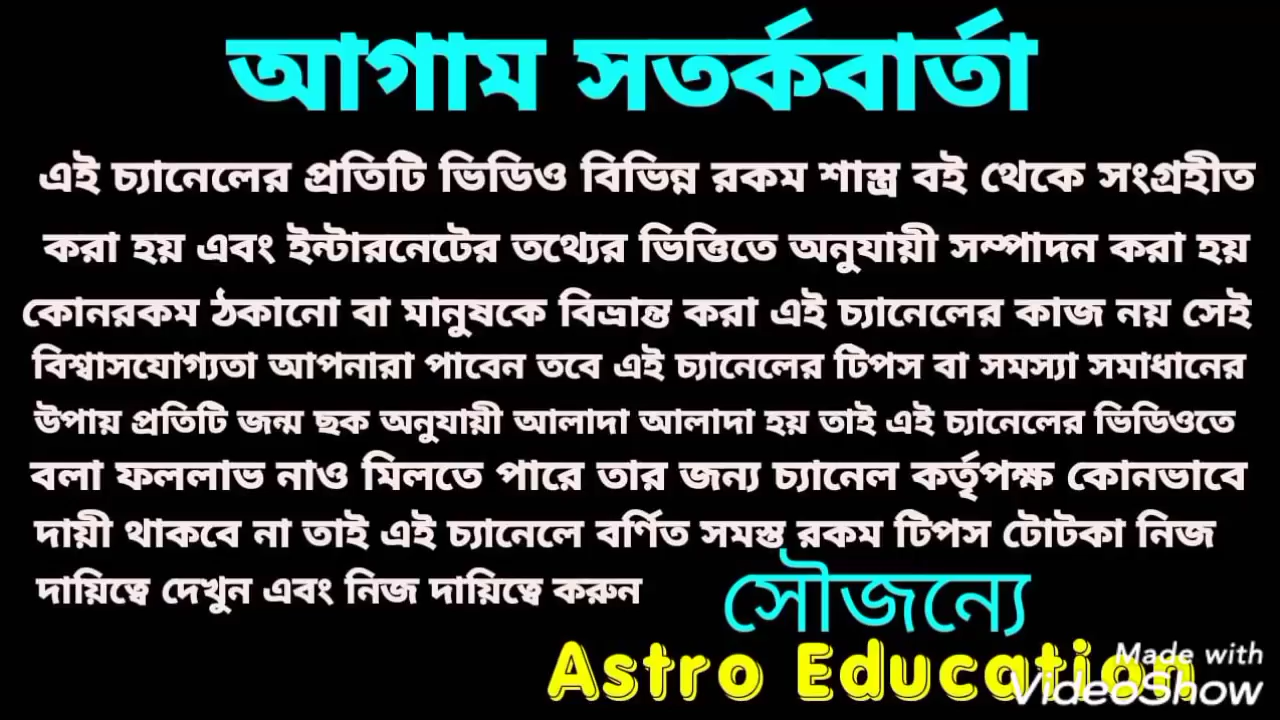 আগাম সতর্কবার্তা
এই চ্যানেলের প্রতিটি ভিডিও বিভিন্ন রকম শাস্ত্র বই থেকে সংগ্রহীত
করা হয় এবং ইন্টারনেটের তথ্যের ভিত্তিতে অনুযায়ী সম্পাদন করা হয়
কোনরকম ঠকানো বা মানুষকে বিভ্রান্ত করা এই চ্যানেলের কাজ নয় সেই
বিশ্বাসযোগ্যতা আপনারা পাবেন তবে এই চ্যানেলের টিপস বা সমস্যা সমাধানের
উপায় প্রতিটি জন্ম ছক অনুযায়ী আলাদা আলাদা হয় তাই এই চ্যানেলের ভিডিওতে
বলা ফললাভ নাও মিলতে পারে তার জন্য চ্যানেল কর্তৃপক্ষ কোনভাবে
দায়ী থাকবে না তাই এই চ্যানেলে বর্ণিত সমস্ত রকম টিপস টোটকা নিজ
দায়িত্বে দেখুন এবং নিজ দায়িত্বে করুন
সৌজন্যে
Astro Education
Made with
VideoShow